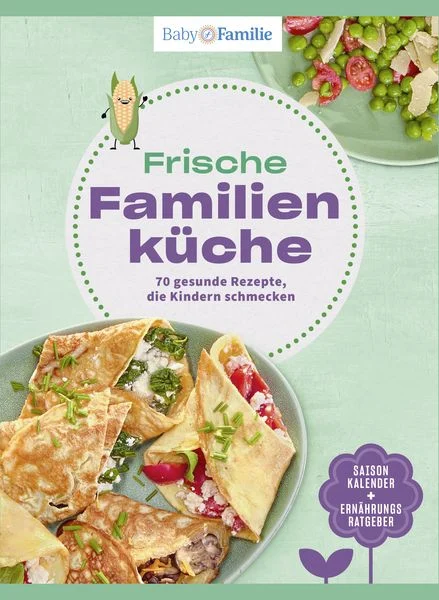 Baby Familie
Frische
Familien
küche
70 gesunde Rezepte,
die Kindern schmecken
SAISON
KALENDER
+
ERNÄHRUNGS
RATGEBER